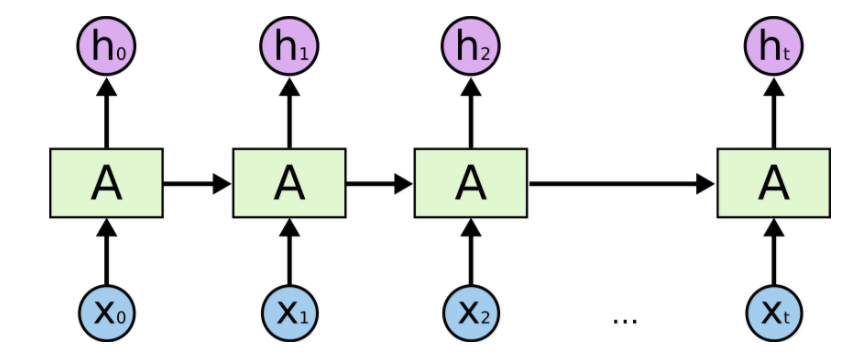 h₀ h₁ h₂ hₜ
A A A A
x₀ x₁ x₂ ... xₜ